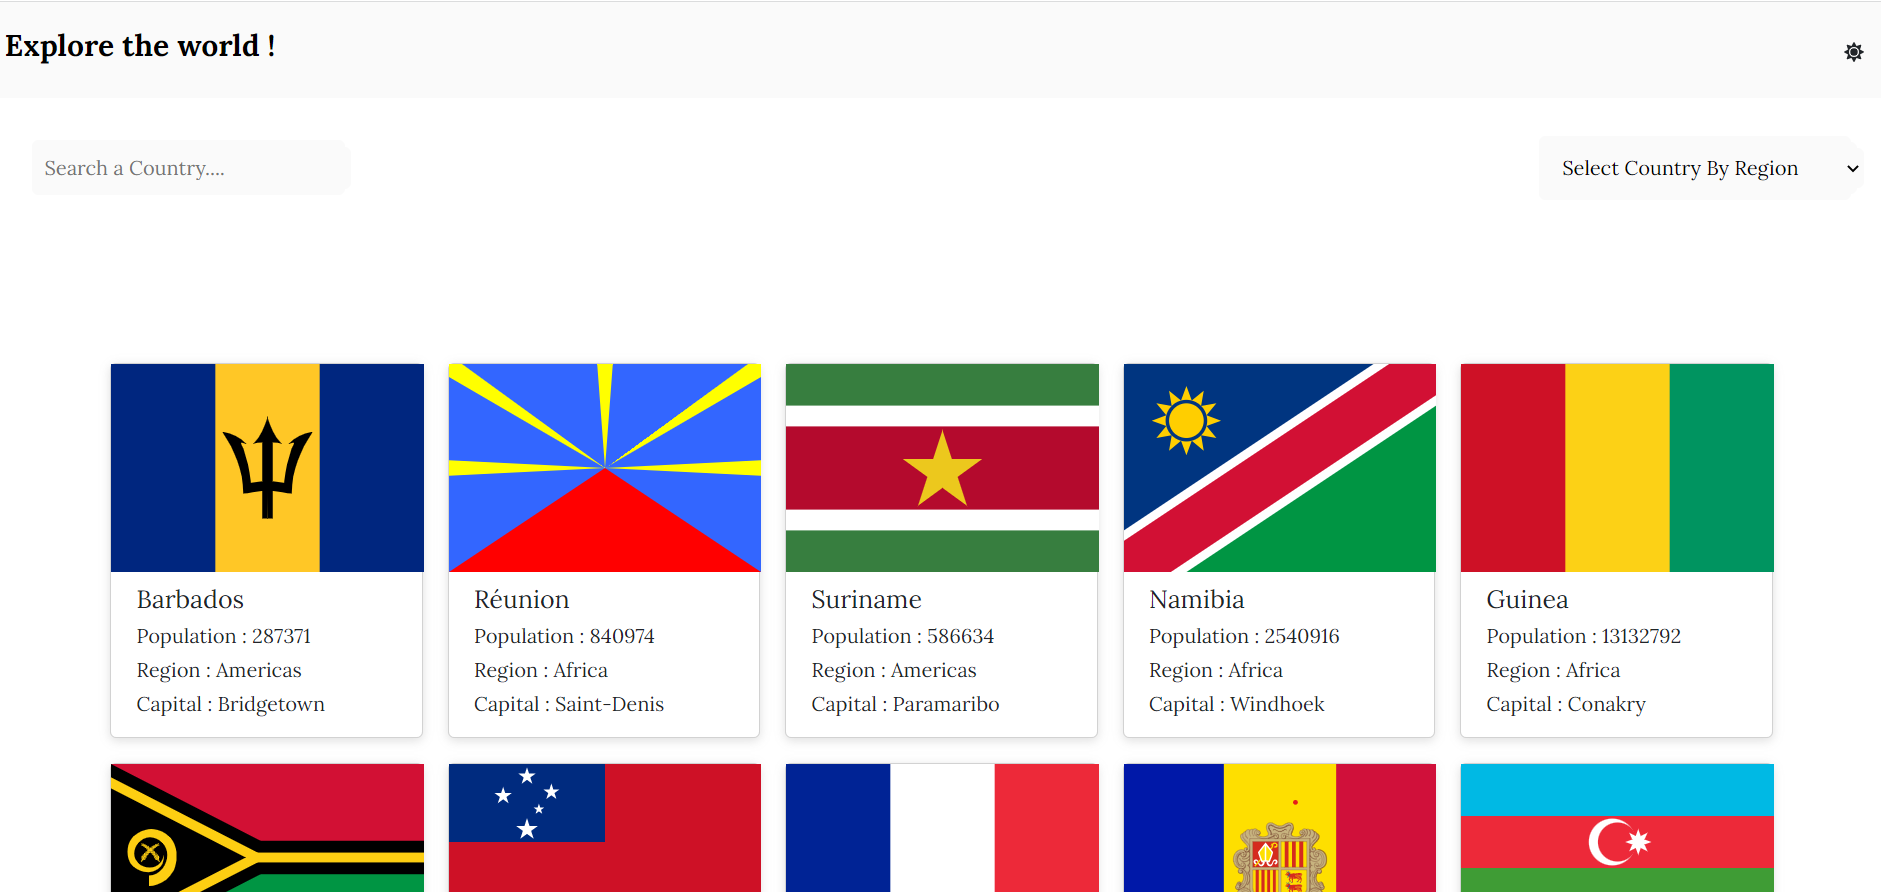 Explore the world !
Search a Country....
Select Country By Region
Barbados
Population : 287371
Region : Americas
Capital : Bridgetown
Réunion
Population : 840974
Region : Africa
Capital : Saint-Denis
Suriname
Population : 586634
Region : Americas
Capital : Paramaribo
Namibia
Population : 2540916
Region : Africa
Capital : Windhoek
Guinea
Population : 13132792
Region : Africa
Capital : Conakry